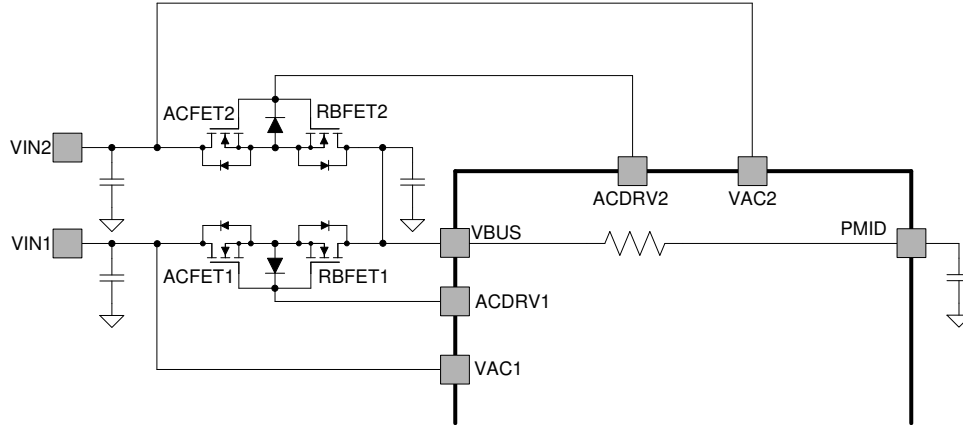 ACFET2
RBFET2
VIN2
ACDRV2
VAC2
VIN1
VBUS
PMID
ACFET1
RBFET1
ACDRV1
VAC1